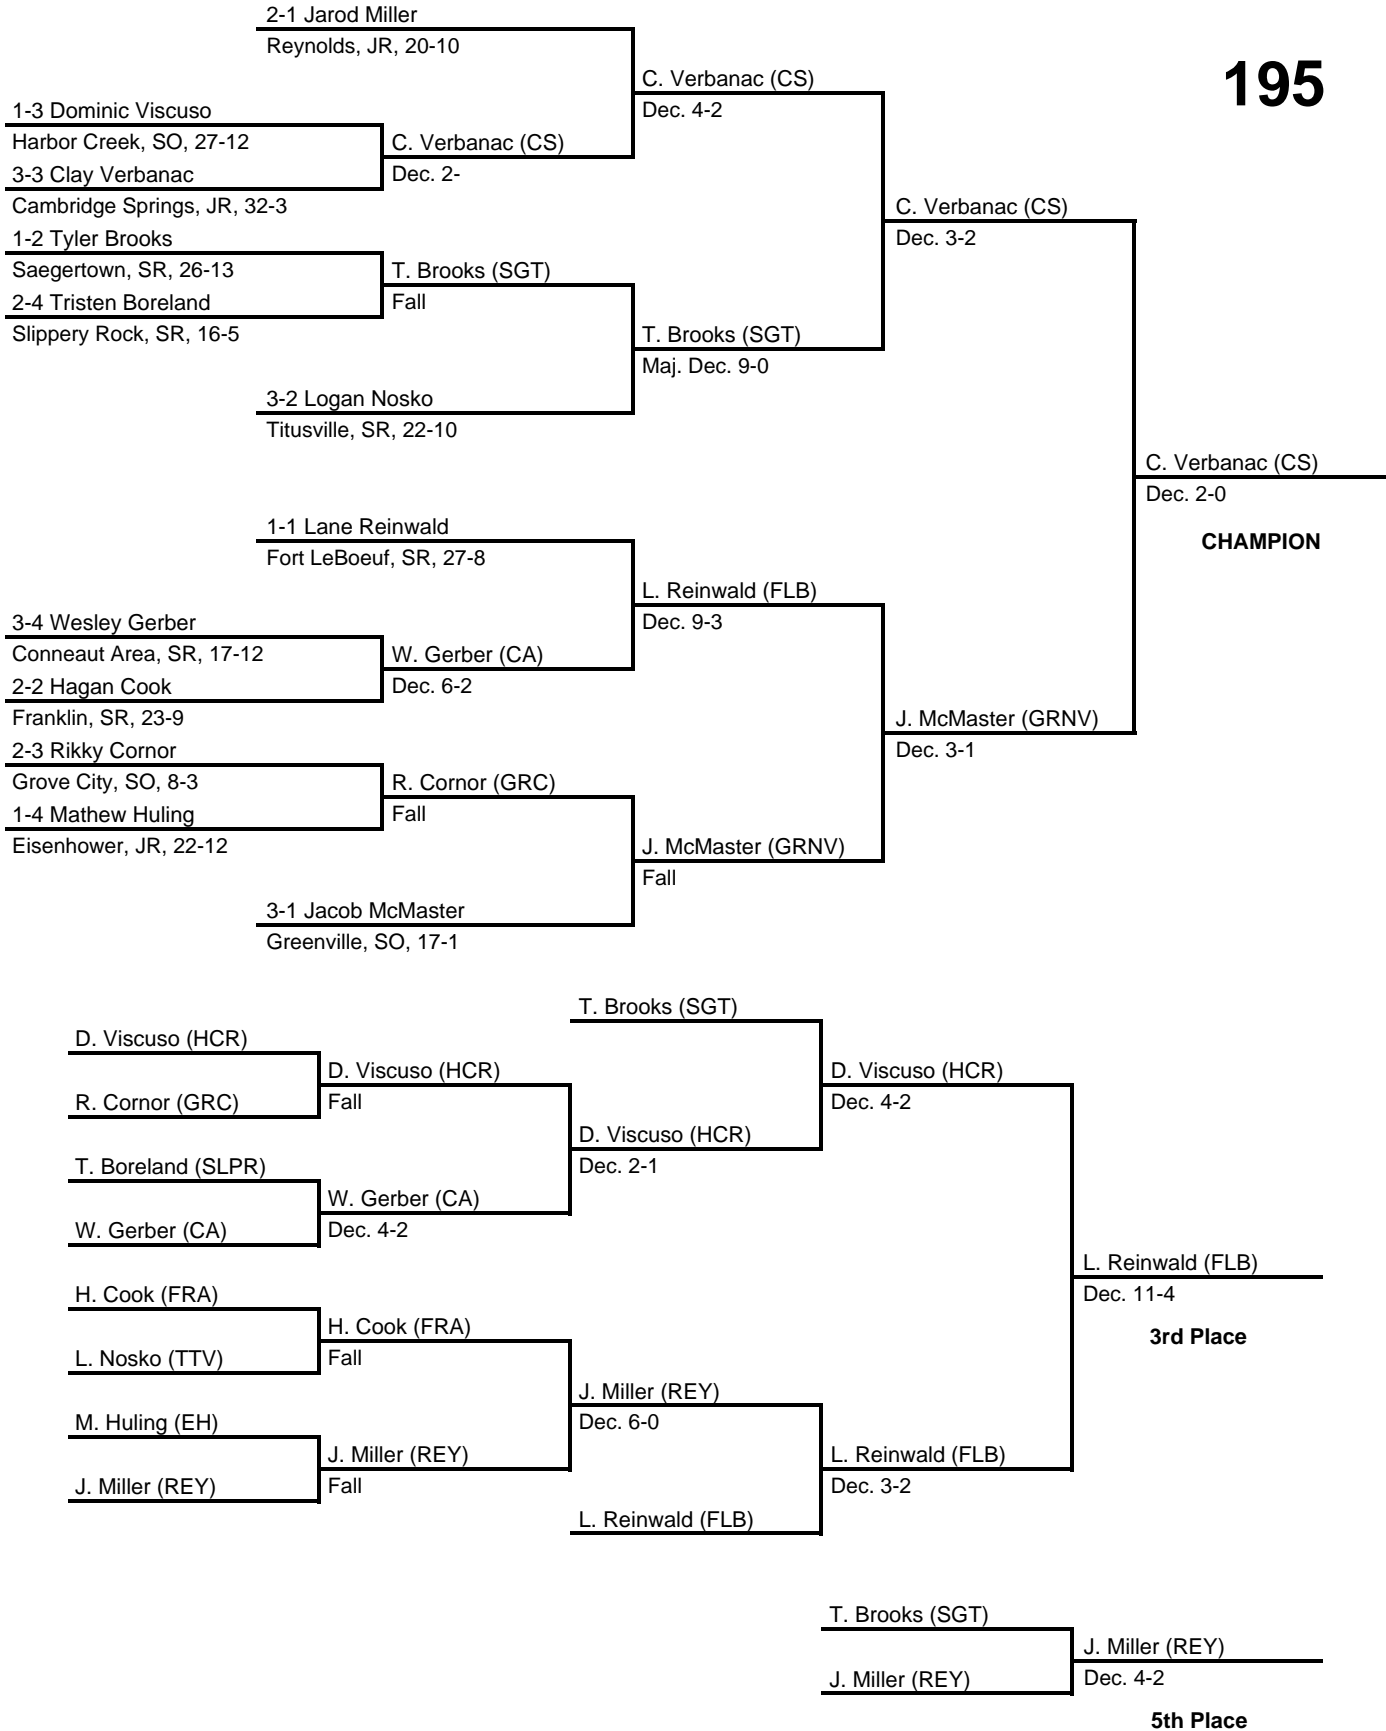 2-1 Jarod Miller
Reynolds, JR, 20-10
195
C. Verbanac (CS)
Dec. 4-2
1-3 Dominic Viscuso
Harbor Creek, SO, 27-12
C. Verbanac (CS)
3-3 Clay Verbanac
Dec. 2-
Cambridge Springs, JR, 32-3
C. Verbanac (CS)
Dec. 3-2
1-2 Tyler Brooks
Saegertown, SR, 26-13
T. Brooks (SGT)
2-4 Tristen Boreland
Fall
Slippery Rock, SR, 16-5
T. Brooks (SGT)
Maj. Dec. 9-0
3-2 Logan Nosko
Titusville, SR, 22-10
C. Verbanac (CS)
Dec. 2-0
CHAMPION
1-1 Lane Reinwald
Fort LeBoeuf, SR, 27-8
L. Reinwald (FLB)
Dec. 9-3
3-4 Wesley Gerber
Conneaut Area, SR, 17-12
W. Gerber (CA)
2-2 Hagan Cook
Dec. 6-2
Franklin, SR, 23-9
J. McMaster (GRNV)
Dec. 3-1
2-3 Rikky Cornor
Grove City, SO, 8-3
R. Cornor (GRC)
1-4 Mathew Huling
Fall
Eisenhower, JR, 22-12
J. McMaster (GRNV)
Fall
3-1 Jacob McMaster
Greenville, SO, 17-1
T. Brooks (SGT)
D. Viscuso (HCR)
D. Viscuso (HCR)
D. Viscuso (HCR)
R. Cornor (GRC)
Fall
Dec. 4-2
D. Viscuso (HCR)
Dec. 2-1
T. Boreland (SLPR)
W. Gerber (CA)
W. Gerber (CA)
Dec. 4-2
L. Reinwald (FLB)
Dec. 11-4
3rd Place
H. Cook (FRA)
H. Cook (FRA)
L. Nosko (TTV)
Fall
J. Miller (REY)
Dec. 6-0
M. Huling (EH)
J. Miller (REY)
L. Reinwald (FLB)
J. Miller (REY)
Fall
Dec. 3-2
L. Reinwald (FLB)
T. Brooks (SGT)
J. Miller (REY)
J. Miller (REY)
Dec. 4-2
5th Place